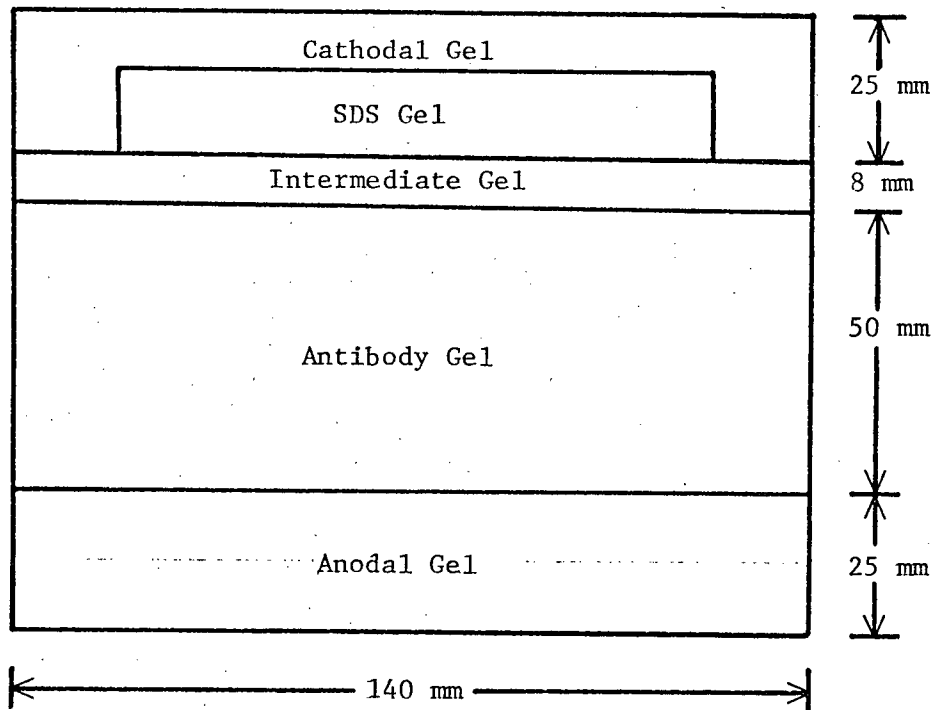 Cathodal Gel
25 mm
SDS Gel
Intermediate Gel
8 mm
50 mm
Antibody Gel
Anodal Gel
25 mm
140 mm